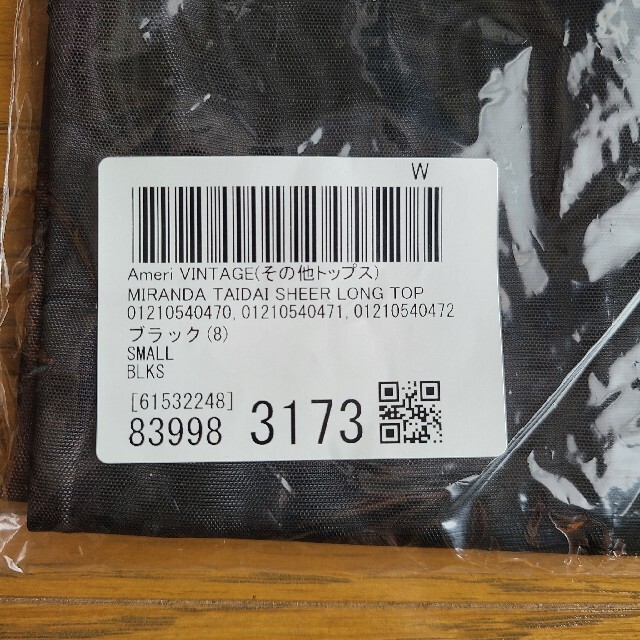 W
Ameri VINTAGE(その他トップス)
MIRANDA TAIDAI SHEER LONG TOP
01210540470, 01210540471, 01210540472
ブラック(8)
SMALL
BLKS
[61532248]
83998 3173